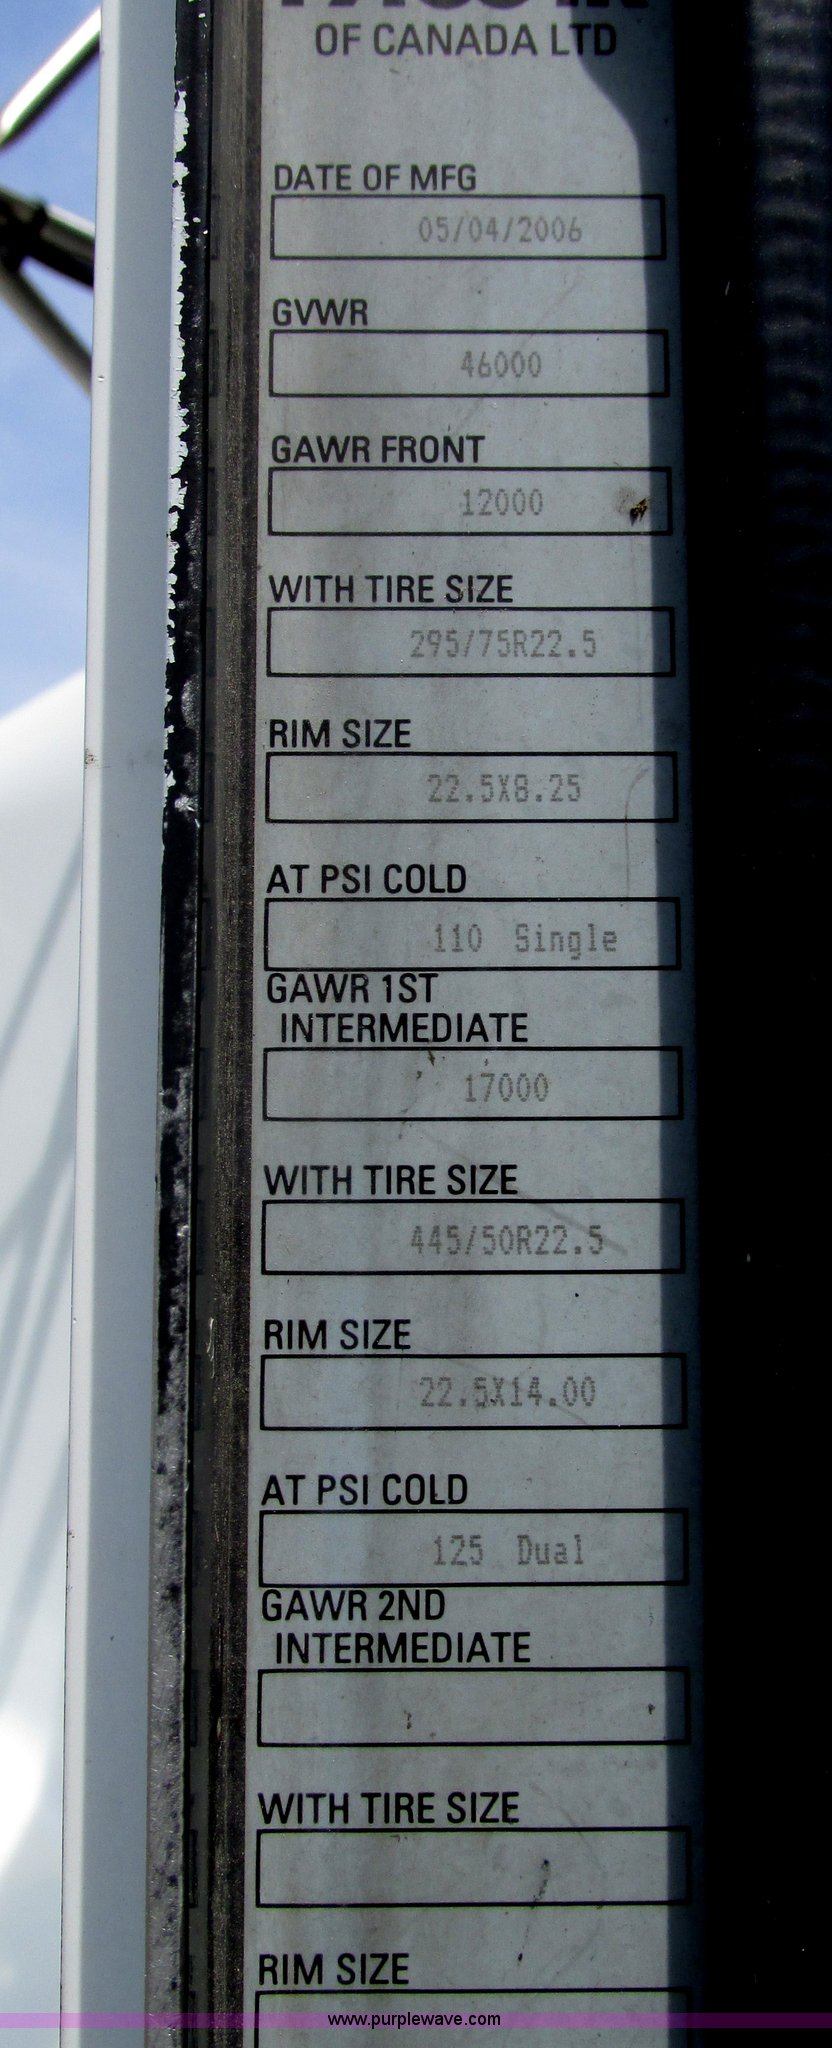 OF CANADA LTD
DATE OF MFG
05/04/2006
GVWR
46000
GAWR FRONT
12000
WITH TIRE SIZE
295/75R22.5
RIM SIZE
22.5X8.25
AT PSI COLD
110 Single
GAWR 1ST
INTERMEDIATE
17000
WITH TIRE SIZE
445/50R22.5
RIM SIZE
22.5X14.00
AT PSI COLD
125 Dual
GAWR 2ND
INTERMEDIATE
WITH TIRE SIZE
RIM SIZE
www.purplewave.com